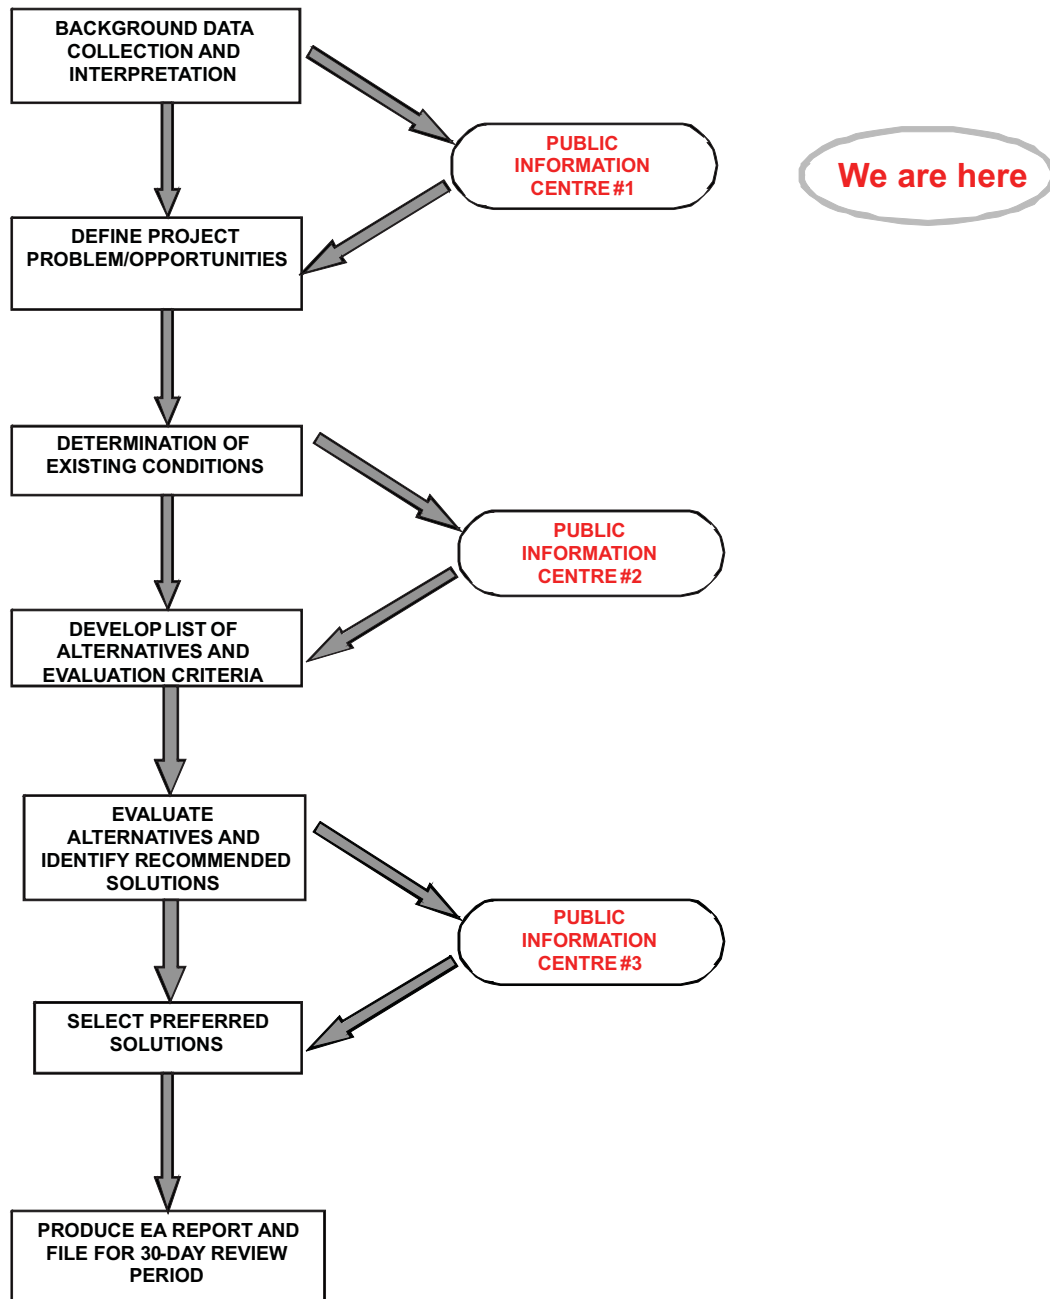 BACKGROUND DATA
COLLECTION AND
INTERPRETATION
PUBLIC
INFORMATION
CENTRE #1
We are here
DEFINE PROJECT
PROBLEM/OPPORTUNITIES
DETERMINATION OF
EXISTING CONDITIONS
PUBLIC
INFORMATION
CENTRE #2
DEVELOP LIST OF
ALTERNATIVES AND
EVALUATION CRITERIA
EVALUATE
ALTERNATIVES AND
IDENTIFY RECOMMENDED
SOLUTIONS
PUBLIC
INFORMATION
CENTRE #3
SELECT PREFERRED
SOLUTIONS
PRODUCE EA REPORT AND
FILE FOR 30-DAY REVIEW
PERIOD